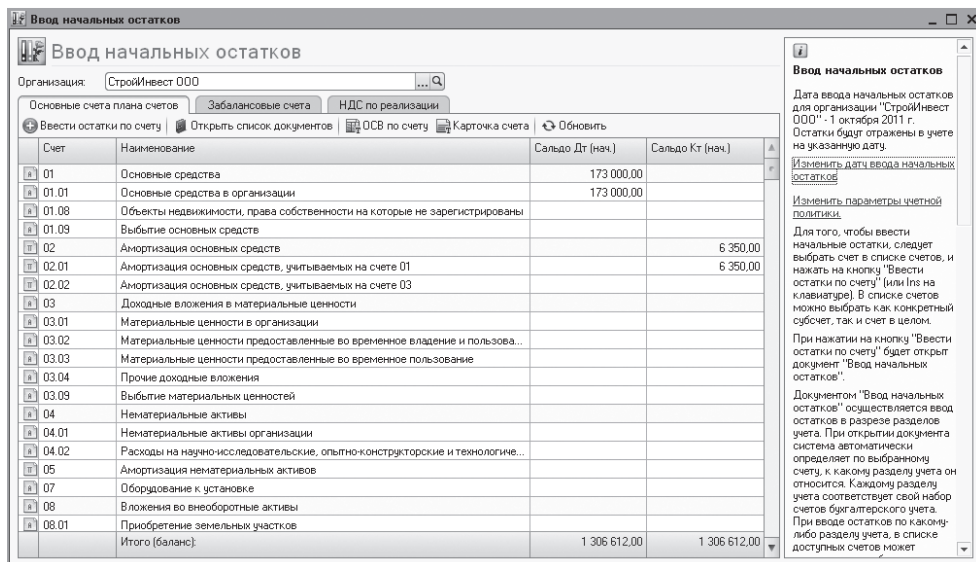 Ввод начальных остатков
Ввод начальных остатков
Организация: СтройИнвест ООО ...
Основные счета плана счетов Забалансовые счета НДС по реализации
Ввести остатки по счету Открыть список документов ОСВ по счету Карточка счета Обновить
Счет Наименование Сальдо Дт (нач.) Сальдо Кт (нач.)
01 Основные средства 173 000,00
01.01 Основные средства в организации 173 000,00
01.08 Объекты недвижимости, права собственности на которые не зарегистрированы
01.09 Выбытие основных средств
02 Амортизация основных средств 6 350,00
02.01 Амортизация основных средств, учитываемых на счете 01 6 350,00
02.02 Амортизация основных средств, учитываемых на счете 03
03 Доходные вложения в материальные ценности
03.01 Материальные ценности в организации
03.02 Материальные ценности предоставленные во временное владение и пользова...
03.03 Материальные ценности предоставленные во временное пользование
03.04 Прочие доходные вложения
03.09 Выбытие материальных ценностей
04 Нематериальные активы
04.01 Нематериальные активы организации
04.02 Расходы на научно-исследовательские, опытно-конструкторские и технологиче...
05 Амортизация нематериальных активов
07 Оборудование к установке
08 Вложения во внеоборотные активы
08.01 Приобретение земельных участков
Итого (баланс): 1 306 612,00 1 306 612,00
Ввод начальных остатков
Дата ввода начальных остатков
для организации "СтройИнвест
ООО" - 1 октября 2011 г.
Остатки будут отражены в учете
на указанную дату.
Изменить дату ввода начальных
остатков
Изменить параметры учетной
политики.
Для того, чтобы ввести
начальные остатки, следует
выбрать счет в списке счетов, и
нажать на кнопку "Ввести
остатки по счету" (или Ins на
клавиатуре). В списке счетов
можно выбрать как конкретный
субсчет, так и счет в целом.
При нажатии на кнопку "Ввести
остатки по счету" будет открыт
документ "Ввод начальных
остатков".
Документом "Ввод начальных
остатков" осуществляется ввод
остатков в разрезе разделов
учета. При открытии документа
система автоматически
определяет по выбранному
счету, к какому разделу учета он
относится. Каждому разделу
учета соответствует свой набор
счетов бухгалтерского учета.
При вводе остатков по какому-
либо разделу учета, в списке
доступных счетов может